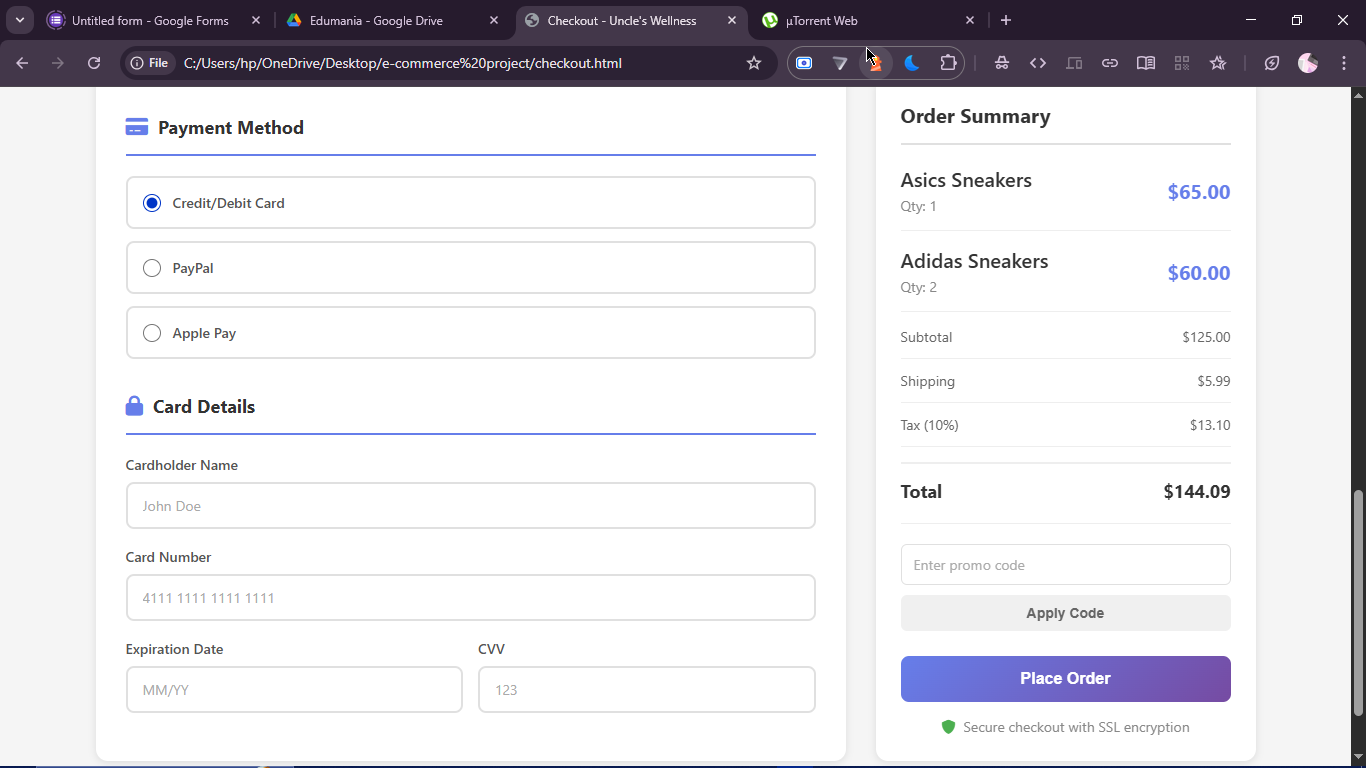 Untitled form - Google Forms
Edumania - Google Drive
Checkout - Uncle's Wellness
µTorrent Web
File
C:/Users/hp/OneDrive/Desktop/e-commerce%20project/checkout.html
Payment Method
Credit/Debit Card
PayPal
Apple Pay
Card Details
Cardholder Name
John Doe
Card Number
4111 1111 1111 1111
Expiration Date
CVV
MM/YY
123
Order Summary
Asics Sneakers
Qty: 1
$65.00
Adidas Sneakers
Qty: 2
$60.00
Subtotal
$125.00
Shipping
$5.99
Tax (10%)
$13.10
Total
$144.09
Enter promo code
Apply Code
Place Order
Secure checkout with SSL encryption